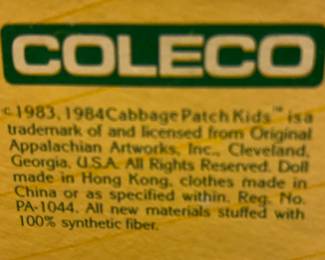 COLECO
© 1983, 1984 Cabbage Patch Kids™ is a
trademark of and licensed from Original
Appalachian Artworks, Inc., Cleveland,
Georgia, U.S.A. All Rights Reserved. Doll
made in Hong Kong, clothes made in
China or as specified within. Reg. No.
PA-1044. All new materials stuffed with
100% synthetic fiber.